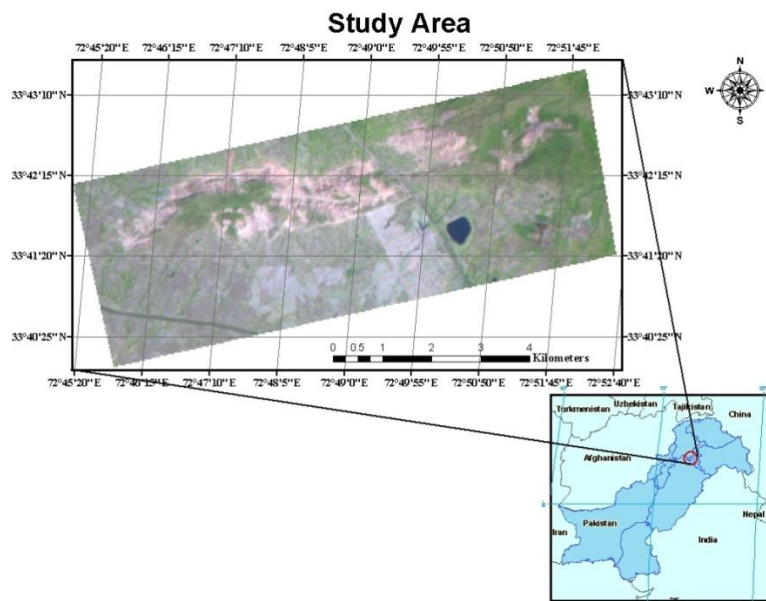 Study Area
72°45'20"E 72°46'15"E 72°47'10"E 72°48'5"E 72°49'0"E 72°49'55"E 72°50'50"E 72°51'45"E
N
W
S
33°43'10"N 33°43'10"N
33°42'15"N 33°42'15"N
33°41'20"N 33°41'20"N
33°40'25"N 33°40'25"N
0 0.5 1 2 3 4
Kilometers
72°45'20"E 72°46'15"E 72°47'10"E 72°48'5"E 72°49'0"E 72°49'55"E 72°50'50"E 72°51'45"E 72°52'40"E
Uzbekistan
Tajikistan
Turkmenistan
China
Afghanistan
Nepal
Pakistan
Iran
India